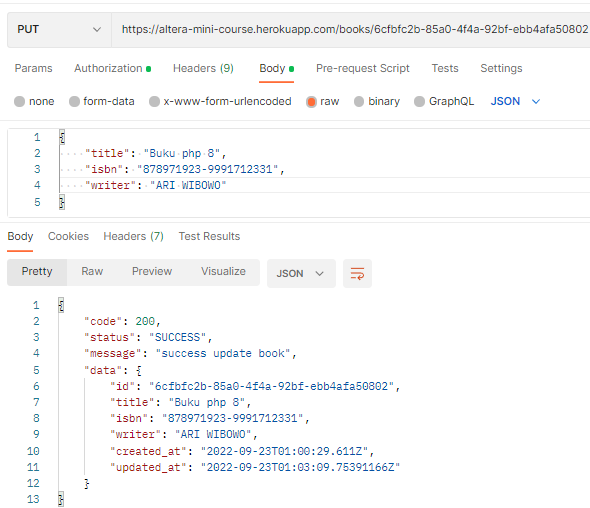 PUT https://altera-mini-course.herokuapp.com/books/6cfbfc2b-85a0-4f4a-92bf-ebb4afa50802
Params Authorization Headers (9) Body Pre-request Script Tests Settings
none form-data x-www-form-urlencoded raw binary GraphQL JSON
1 {
2 "title": "Buku php 8",
3 "isbn": "878971923-9991712331",
4 "writer": "ARI WIBOWO"
5 }
Body Cookies Headers (7) Test Results
Pretty Raw Preview Visualize JSON
1 {
2 "code": 200,
3 "status": "SUCCESS",
4 "message": "success update book",
5 "data": {
6 "id": "6cfbfc2b-85a0-4f4a-92bf-ebb4afa50802",
7 "title": "Buku php 8",
8 "isbn": "878971923-9991712331",
9 "writer": "ARI WIBOWO",
10 "created_at": "2022-09-23T01:00:29.611Z",
11 "updated_at": "2022-09-23T01:03:09.75391166Z"
12 }
13 }